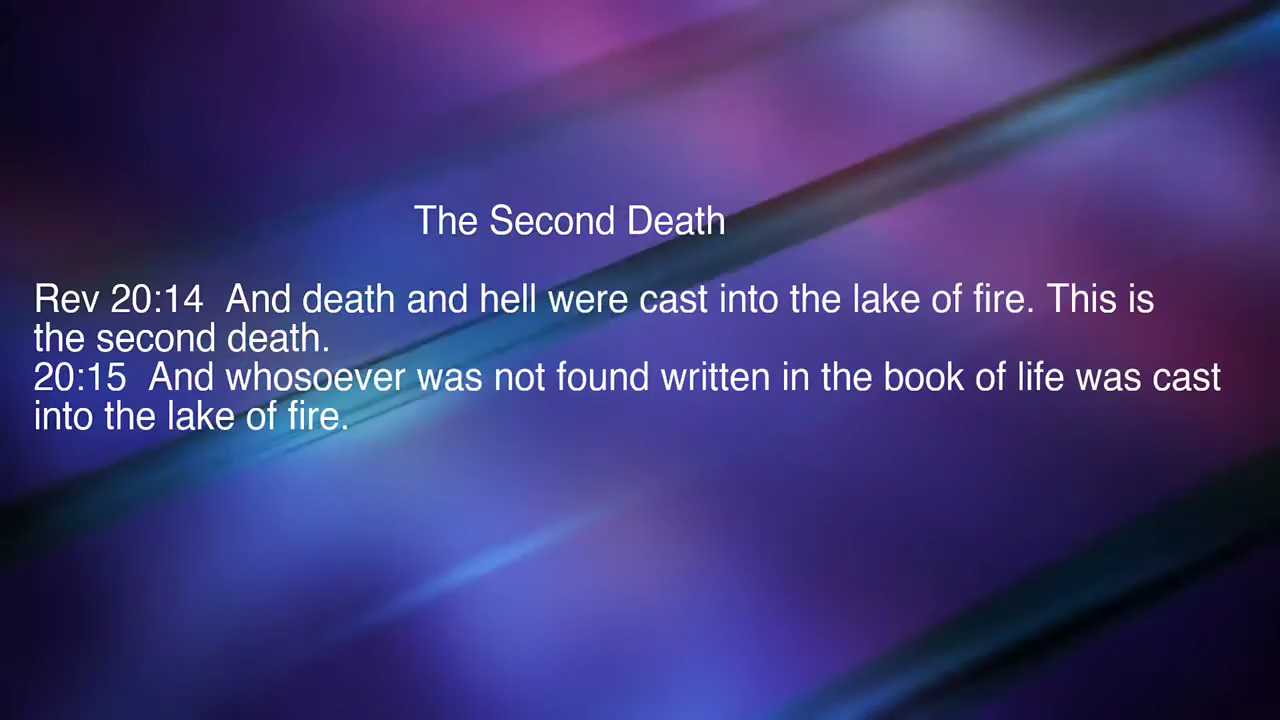 The Second Death
Rev 20:14  And death and hell were cast into the lake of fire. This is
the second death.
20:15  And whosoever was not found written in the book of life was cast
into the lake of fire.